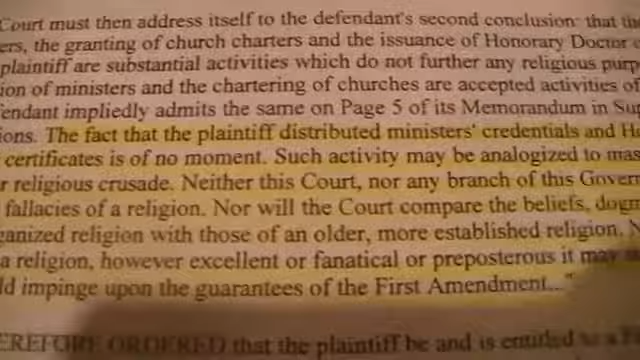 Court must then address itself to the defendant's second conclusion: that the
ers, the granting of church charters and the issuance of Honorary Doctor
plaintiff are substantial activities which do not further any religious purp
ion of ministers and the chartering of churches are accepted activities of
fendant impliedly admits the same on Page 5 of its Memorandum in Sup
ions. The fact that the plaintiff distributed ministers' credentials and H
certificates is of no moment. Such activity may be analogized to mas
r religious crusade. Neither this Court, nor any branch of this Govern
fallacies of a religion. Nor will the Court compare the beliefs, dogm
ganized religion with those of an older, more established religion. N
a religion, however excellent or fanatical or preposterous it may
ld impinge upon the guarantees of the First Amendment..."
EREFORE ORDERED that the plaintiff be and is entitled